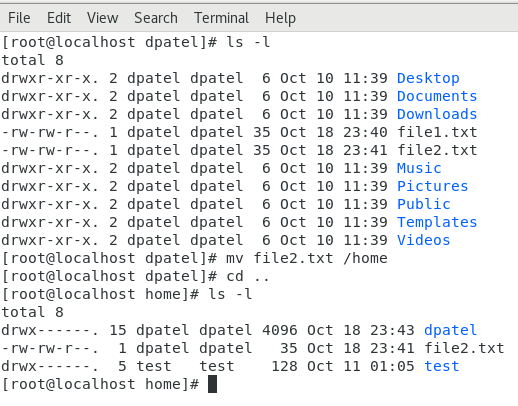 File Edit View Search Terminal Help
[root@localhost dpatel]# ls -l
total 8
drwxr-xr-x. 2 dpatel dpatel  6 Oct 10 11:39 Desktop
drwxr-xr-x. 2 dpatel dpatel  6 Oct 10 11:39 Documents
drwxr-xr-x. 2 dpatel dpatel  6 Oct 10 11:39 Downloads
-rw-rw-r--. 1 dpatel dpatel 35 Oct 18 23:40 file1.txt
-rw-rw-r--. 1 dpatel dpatel 35 Oct 18 23:41 file2.txt
drwxr-xr-x. 2 dpatel dpatel  6 Oct 10 11:39 Music
drwxr-xr-x. 2 dpatel dpatel  6 Oct 10 11:39 Pictures
drwxr-xr-x. 2 dpatel dpatel  6 Oct 10 11:39 Public
drwxr-xr-x. 2 dpatel dpatel  6 Oct 10 11:39 Templates
drwxr-xr-x. 2 dpatel dpatel  6 Oct 10 11:39 Videos
[root@localhost dpatel]# mv file2.txt /home
[root@localhost dpatel]# cd ..
[root@localhost home]# ls -l
total 8
drwx------. 15 dpatel dpatel 4096 Oct 18 23:43 dpatel
-rw-rw-r--.  1 dpatel dpatel   35 Oct 18 23:41 file2.txt
drwx------.  5 test   test    128 Oct 11 01:05 test
[root@localhost home]#